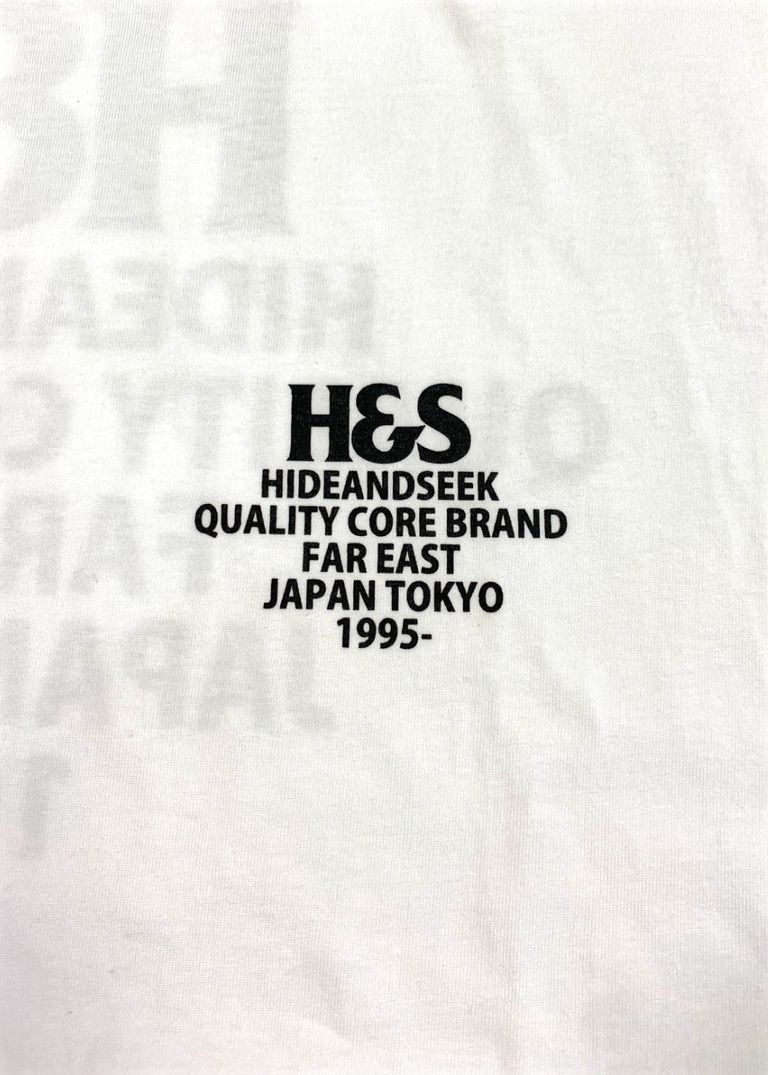 H&S
HIDEANDSEEK
QUALITY CORE BRAND
FAR EAST
JAPAN TOKYO
1995-